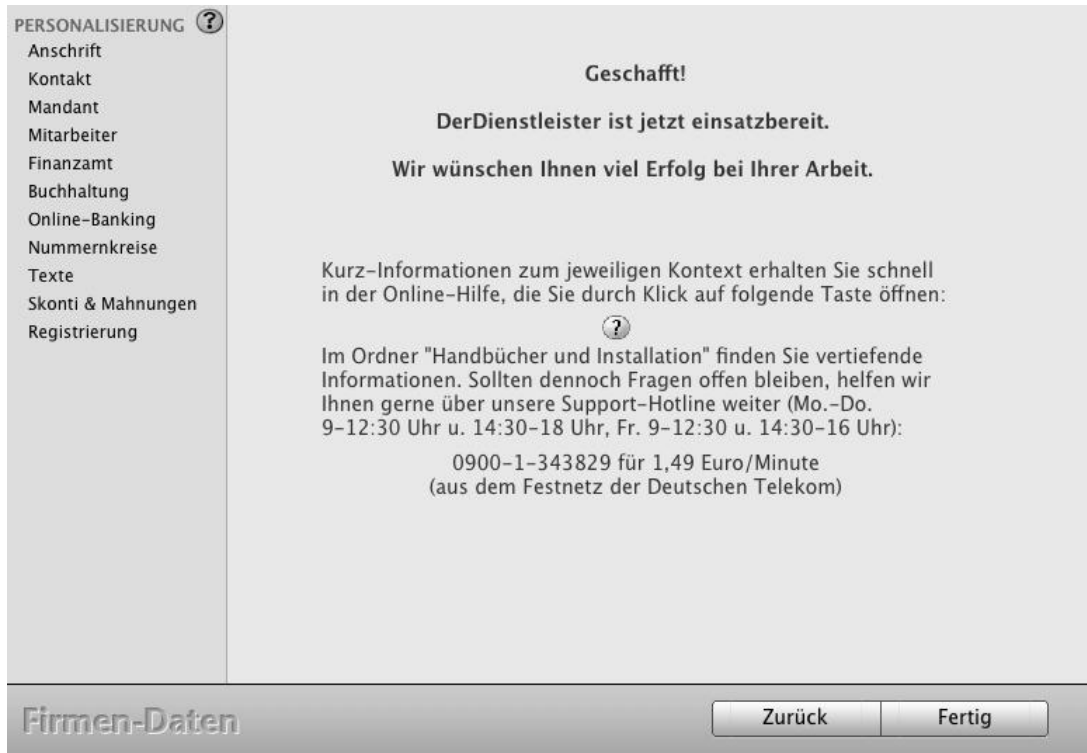 PERSONALISIERUNG ?
Anschrift
Kontakt
Mandant
Mitarbeiter
Finanzamt
Buchhaltung
Online-Banking
Nummernkreise
Texte
Skonti & Mahnungen
Registrierung
Geschafft!
DerDienstleister ist jetzt einsatzbereit.
Wir wünschen Ihnen viel Erfolg bei Ihrer Arbeit.
Kurz-Informationen zum jeweiligen Kontext erhalten Sie schnell
in der Online-Hilfe, die Sie durch Klick auf folgende Taste öffnen:
?
Im Ordner "Handbücher und Installation" finden Sie vertiefende
Informationen. Sollten dennoch Fragen offen bleiben, helfen wir
Ihnen gerne über unsere Support-Hotline weiter (Mo.-Do.
9-12:30 Uhr u. 14:30-18 Uhr, Fr. 9-12:30 u. 14:30-16 Uhr):
0900-1-343829 für 1,49 Euro/Minute
(aus dem Festnetz der Deutschen Telekom)
Firmen-Daten
Zurück
Fertig